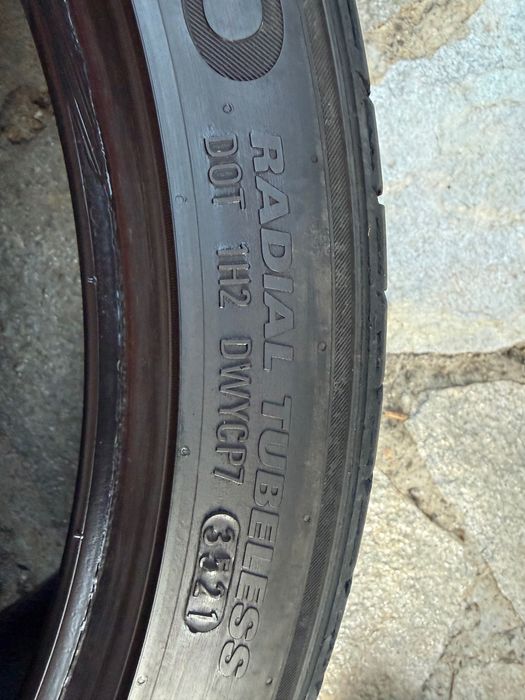 RADIAL TUBELESS
DOT 1H2 DWYCP7 3521